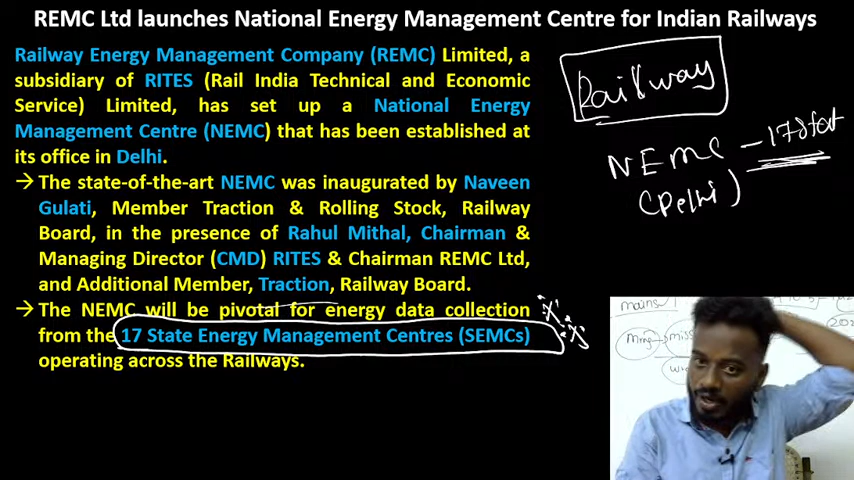 REMC Ltd launches National Energy Management Centre for Indian Railways
Railway Energy Management Company (REMC) Limited, a
subsidiary of RITES (Rail India Technical and Economic
Service) Limited, has set up a National Energy
Management Centre (NEMC) that has been established at
its office in Delhi.
→ The state-of-the-art NEMC was inaugurated by Naveen
Gulati, Member Traction & Rolling Stock, Railway
Board, in the presence of Rahul Mithal, Chairman &
Managing Director (CMD) RITES & Chairman REMC Ltd,
and Additional Member, Traction, Railway Board.
→ The NEMC will be pivotal for energy data collection
from the 17 State Energy Management Centres (SEMCs)
operating across the Railways.
Railway
NEMC - 17
(Delhi)
mains